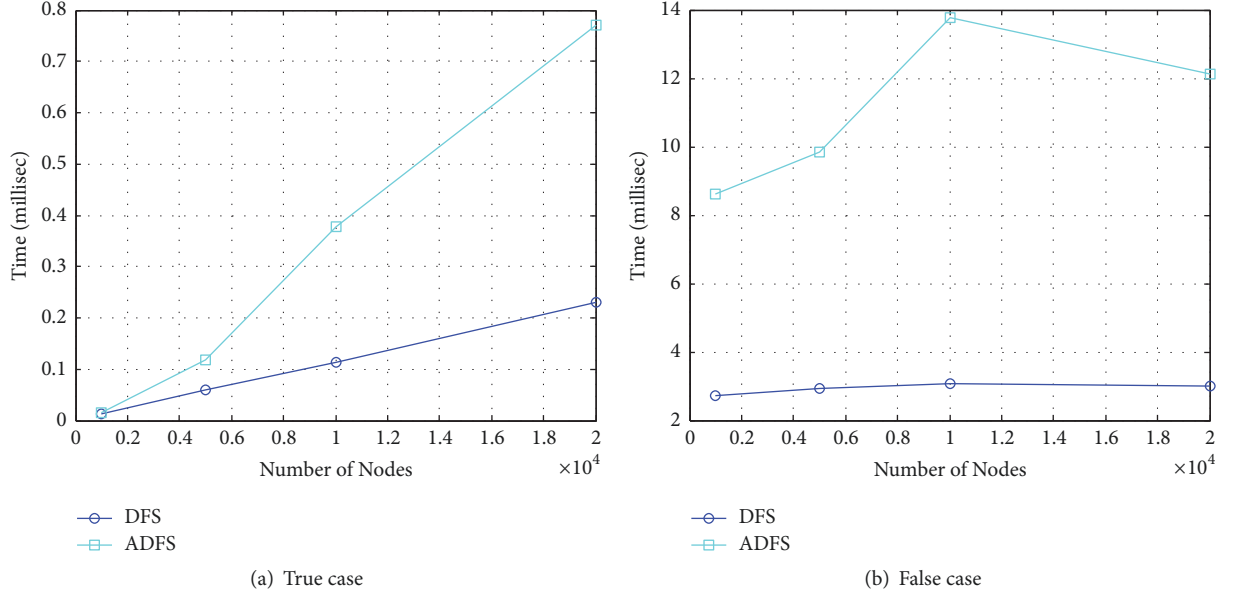 0.8
0.7
0.6
0.5
0.4
0.3
0.2
0.1
0
Time (millisec)
0 0.2 0.4 0.6 0.8 1 1.2 1.4 1.6 1.8 2
Number of Nodes
×10⁴
DFS
ADFS
(a) True case
14
12
10
8
6
4
2
Time (millisec)
0 0.2 0.4 0.6 0.8 1 1.2 1.4 1.6 1.8 2
Number of Nodes
×10⁴
DFS
ADFS
(b) False case